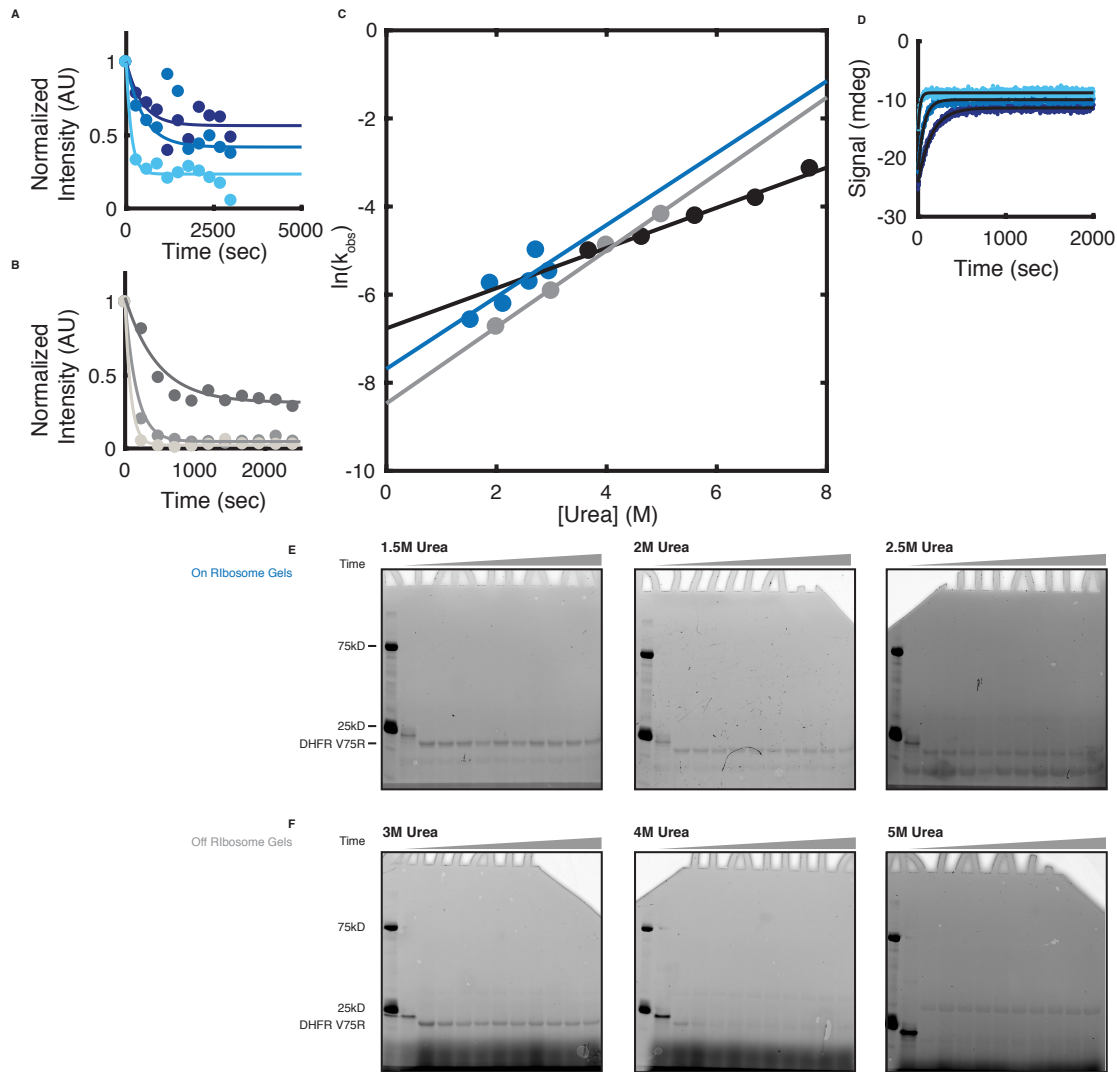 A
Normalized
Intensity (AU)
1
0.5
0
0
2500
5000
Time (sec)
B
Normalized
Intensity (AU)
1
0.5
0
0
1000
2000
Time (sec)
C
ln(kobs)
0
-2
-4
-6
-8
-10
0
2
4
6
8
[Urea] (M)
D
Signal (mdeg)
0
-10
-20
-30
0
1000
2000
Time (sec)
E
On RIbosome Gels
Time
1.5M Urea
2M Urea
2.5M Urea
75kD
25kD
DHFR V75R
F
Off RIbosome Gels
Time
3M Urea
4M Urea
5M Urea
75kD
25kD
DHFR V75R